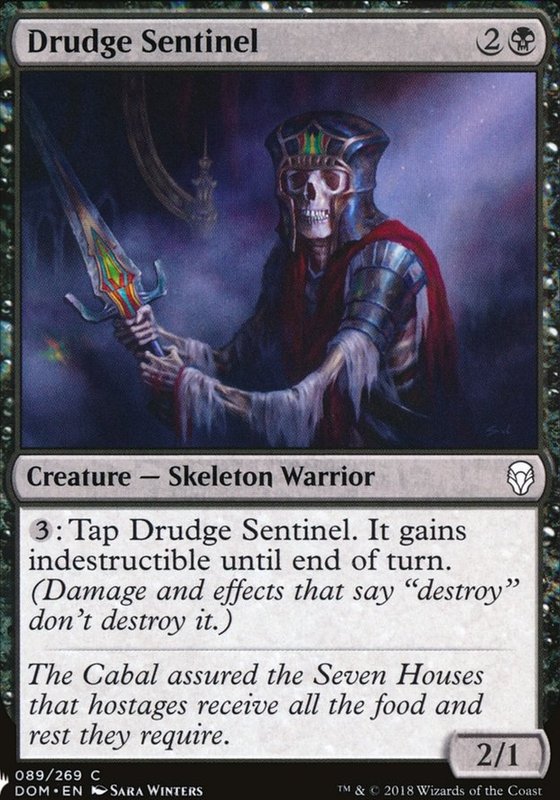 Drudge Sentinel 2
Creature — Skeleton Warrior
3: Tap Drudge Sentinel. It gains
indestructible until end of turn.
(Damage and effects that say “destroy”
don’t destroy it.)
The Cabal assured the Seven Houses
that hostages receive all the food and
rest they require.
2/1
089/269 C
DOM • EN Sara Winters
™ & © 2018 Wizards of the Coast